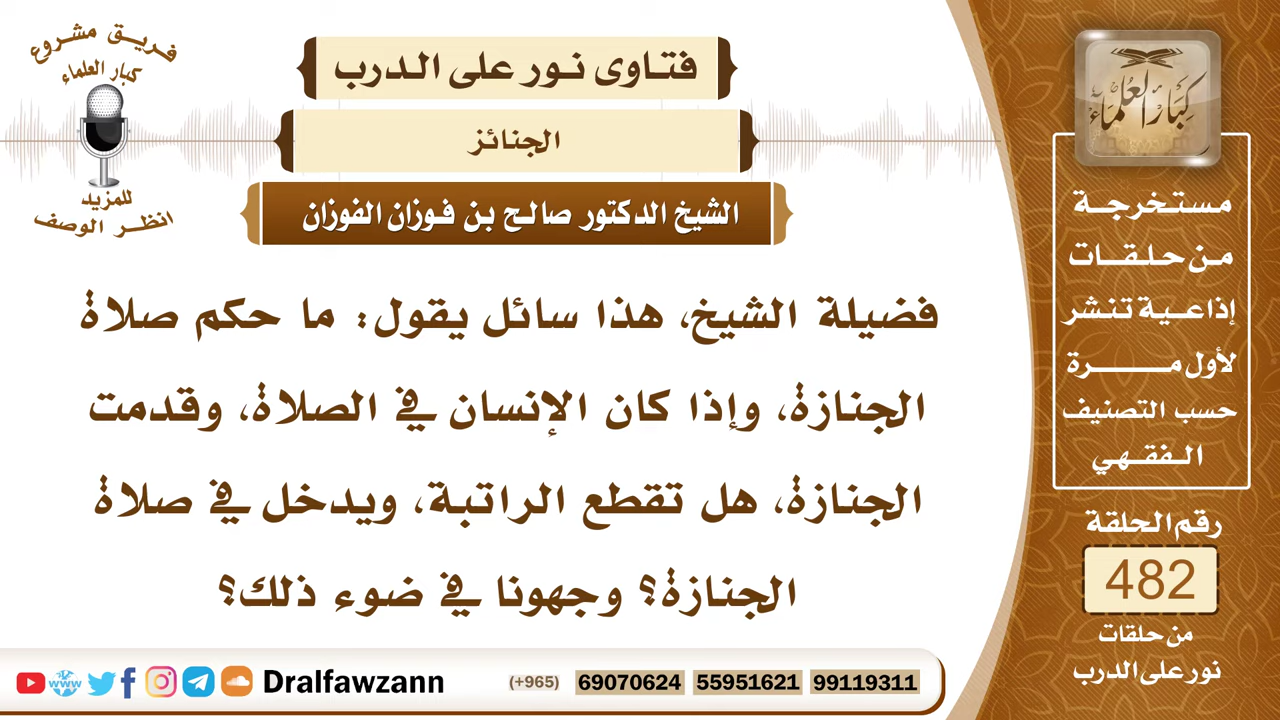 فريق مشروع
كبار العلماء
للمزيد
انظر الوصف
فتاوى نور على الدرب
الجنائز
الشيخ الدكتور صالح بن فوزان الفوزان
فضيلة الشيخ، هذا سائل يقول: ما حكم صلاة
الجنازة، وإذا كان الإنسان في الصلاة، وقدمت
الجنازة، هل تقطع الراتبة، ويدخل في صلاة
الجنازة؟ وجهونا في ضوء ذلك؟
كبار العلماء
مستخرجة
من حلقات
إذاعية تنشر
لأول مرة
حسب التصنيف
الفقهي
رقم الحلقة
482
من حلقات
نور على الدرب
www Dralfawzann (+965) 69070624 55951621 99119311